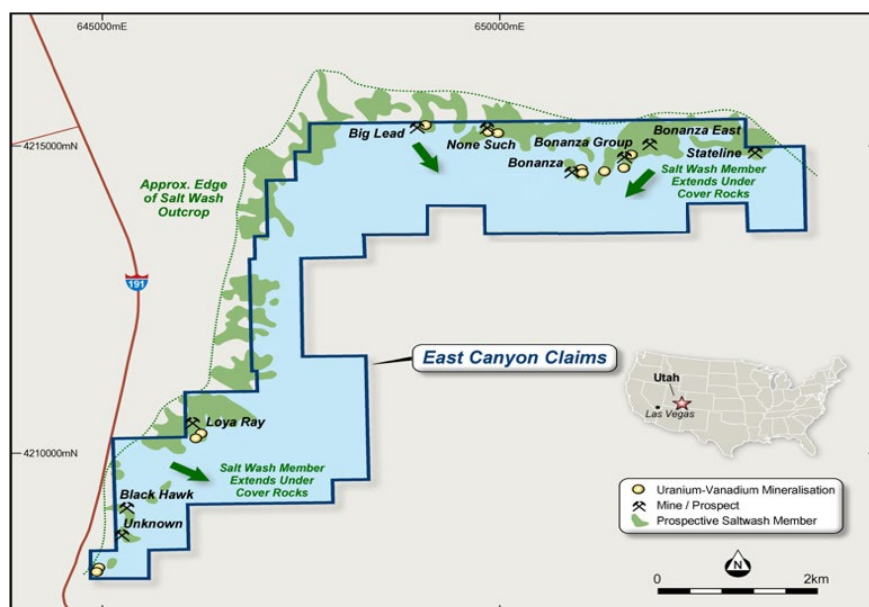 645000mE
650000mE
4215000mN
Big Lead
None Such
Bonanza Group
Bonanza East
Bonanza
Stateline
Salt Wash Member
Extends Under
Cover Rocks
Approx. Edge
of Salt Wash
Outcrop
191
East Canyon Claims
Utah
Las Vegas
Loya Ray
4210000mN
Salt Wash Member
Extends Under
Cover Rocks
Black Hawk
Unknown
Uranium-Vanadium Mineralisation
Mine / Prospect
Prospective Saltwash Member
N
0
2km